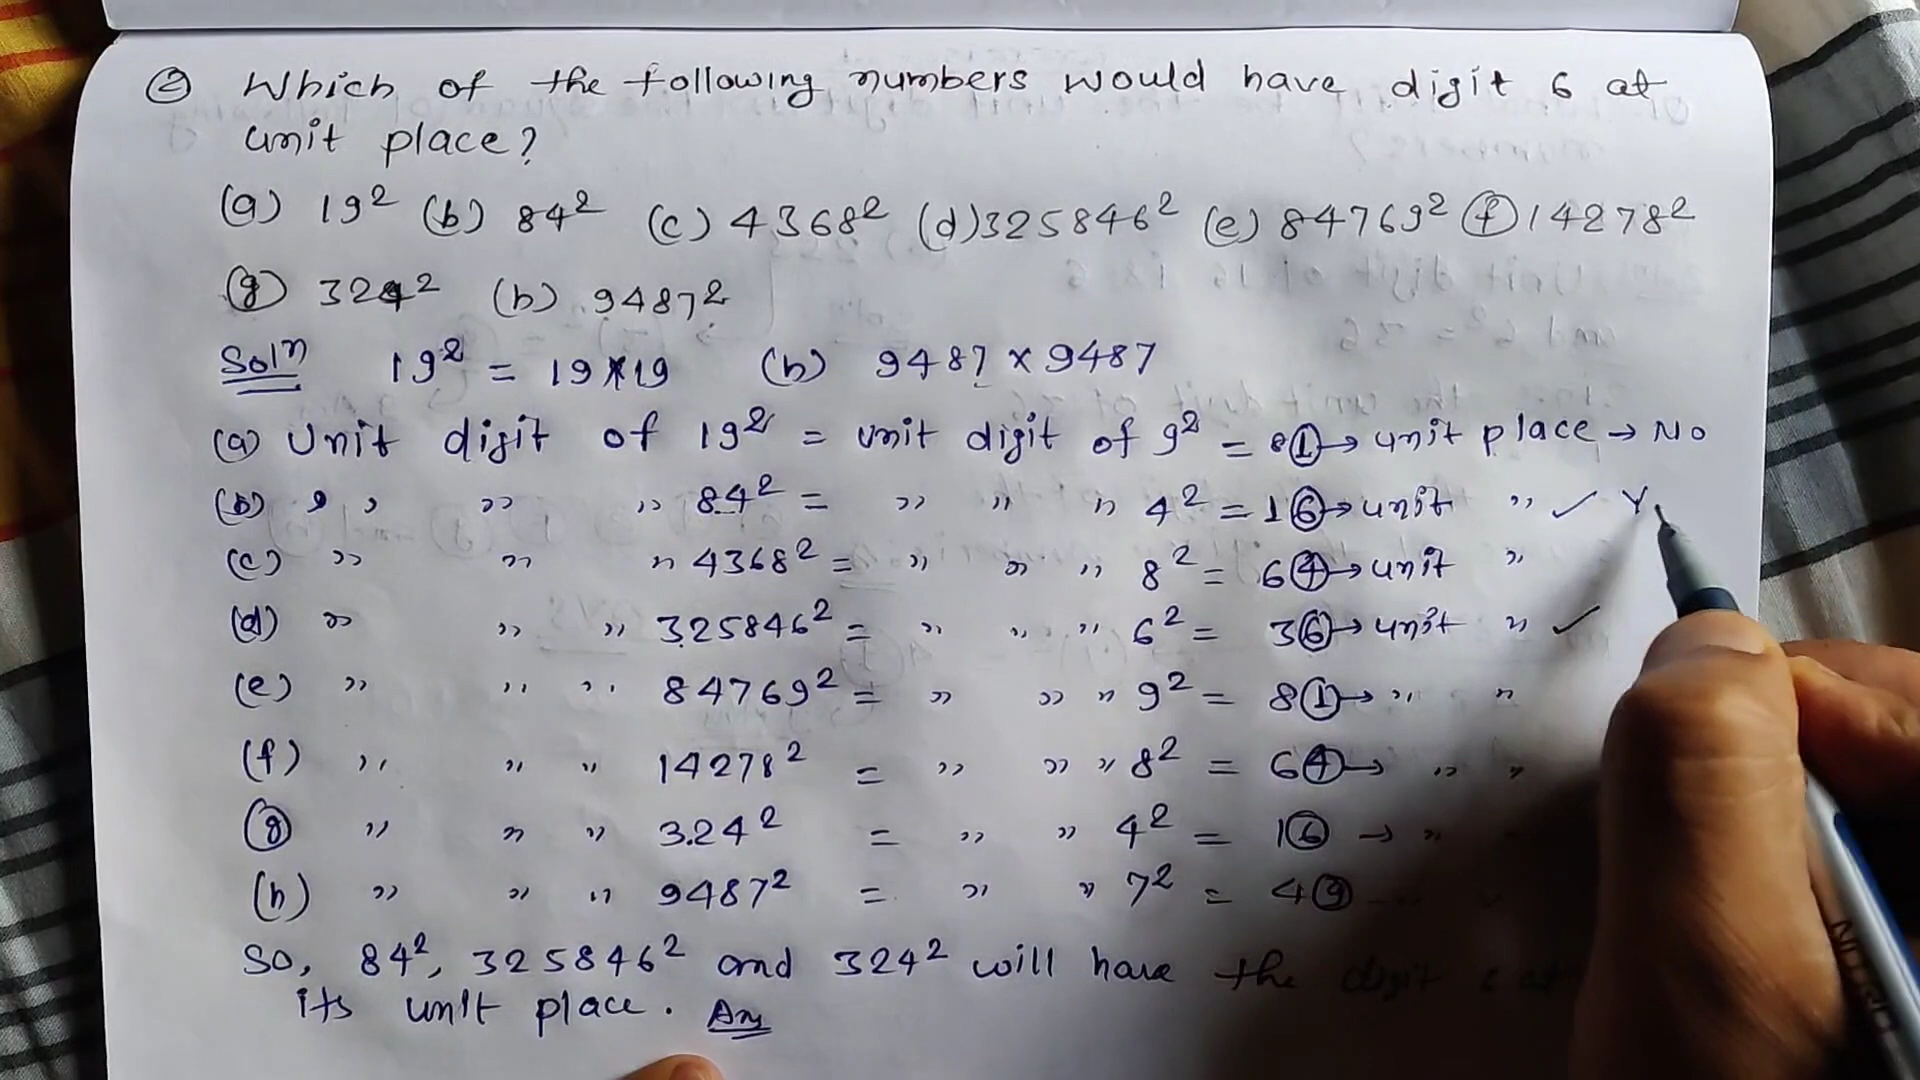 ② Which of the following numbers would have digit 6 at
unit place?
(a) 19² (b) 84² (c) 4368² (d) 325846² (e) 84769² (f) 14278²
(g) 324² (h) 9487²
Solⁿ 19² = 19×19 (h) 9487 × 9487
(a) Unit digit of 19² = unit digit of 9² = 81 → unit place → No
(b) ,, ,, ,, 84² = ,, ,, ,, 4² = 16 → unit ,, ✓ Y
(c) ,, ,, ,, 4368² = ,, ,, ,, 8² = 64 → unit ,,
(d) ,, ,, ,, 325846² = ,, ,, ,, 6² = 36 → unit ,, ✓
(e) ,, ,, ,, 84769² = ,, ,, ,, 9² = 81 → ,, ,,
(f) ,, ,, ,, 14278² = ,, ,, ,, 8² = 64 → ,, ,,
(g) ,, ,, ,, 324² = ,, ,, 4² = 16 → ,,
(h) ,, ,, ,, 9487² = ,, ,, 7² = 49
So, 84², 325846² and 324² will have the digit 6 at
its unit place. Ans